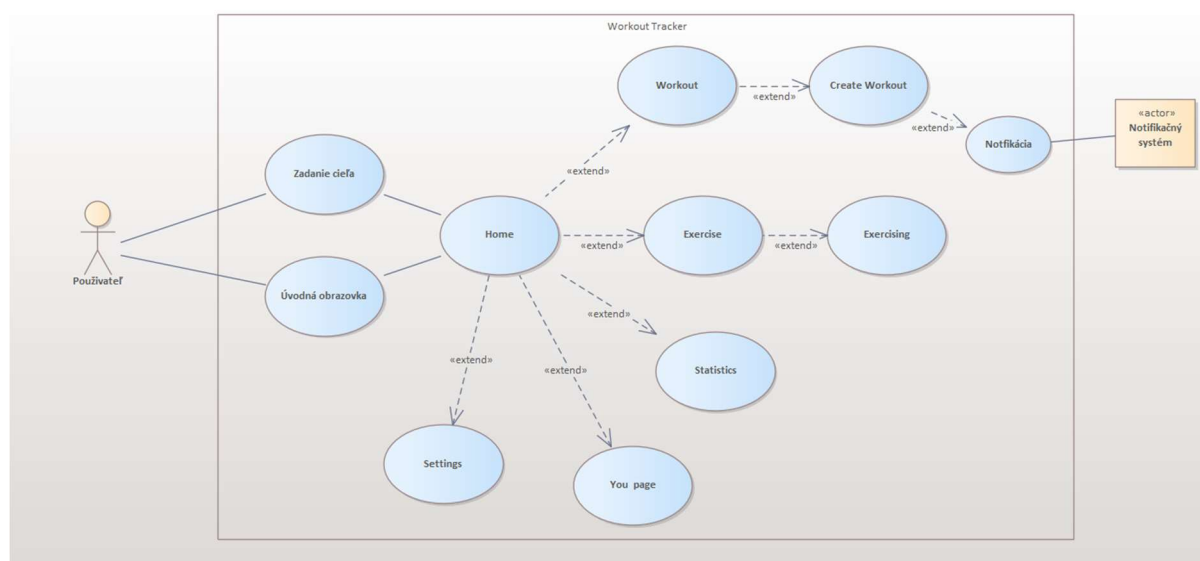 Workout Tracker
Workout
«extend»
Create Workout
«extend»
Notfikácia
«actor»
Notifikačný
systém
Zadanie cieľa
«extend»
Používateľ
Home
«extend»
Exercise
«extend»
Exercising
Úvodná obrazovka
«extend»
Statistics
«extend»
«extend»
Settings
You page